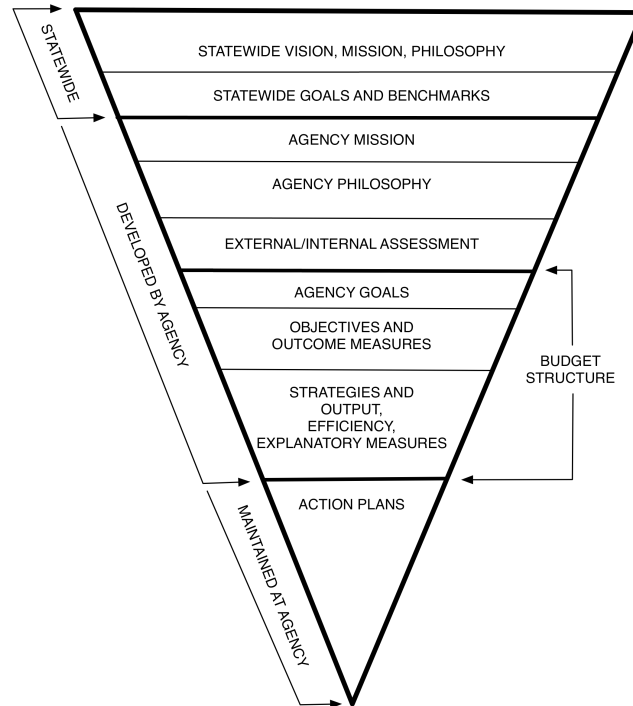 STATEWIDE
STATEWIDE VISION, MISSION, PHILOSOPHY
STATEWIDE GOALS AND BENCHMARKS
DEVELOPED BY AGENCY
AGENCY MISSION
AGENCY PHILOSOPHY
EXTERNAL/INTERNAL ASSESSMENT
AGENCY GOALS
OBJECTIVES AND
OUTCOME MEASURES
STRATEGIES AND
OUTPUT,
EFFICIENCY,
EXPLANATORY MEASURES
BUDGET
STRUCTURE
MAINTAINED AT AGENCY
ACTION PLANS